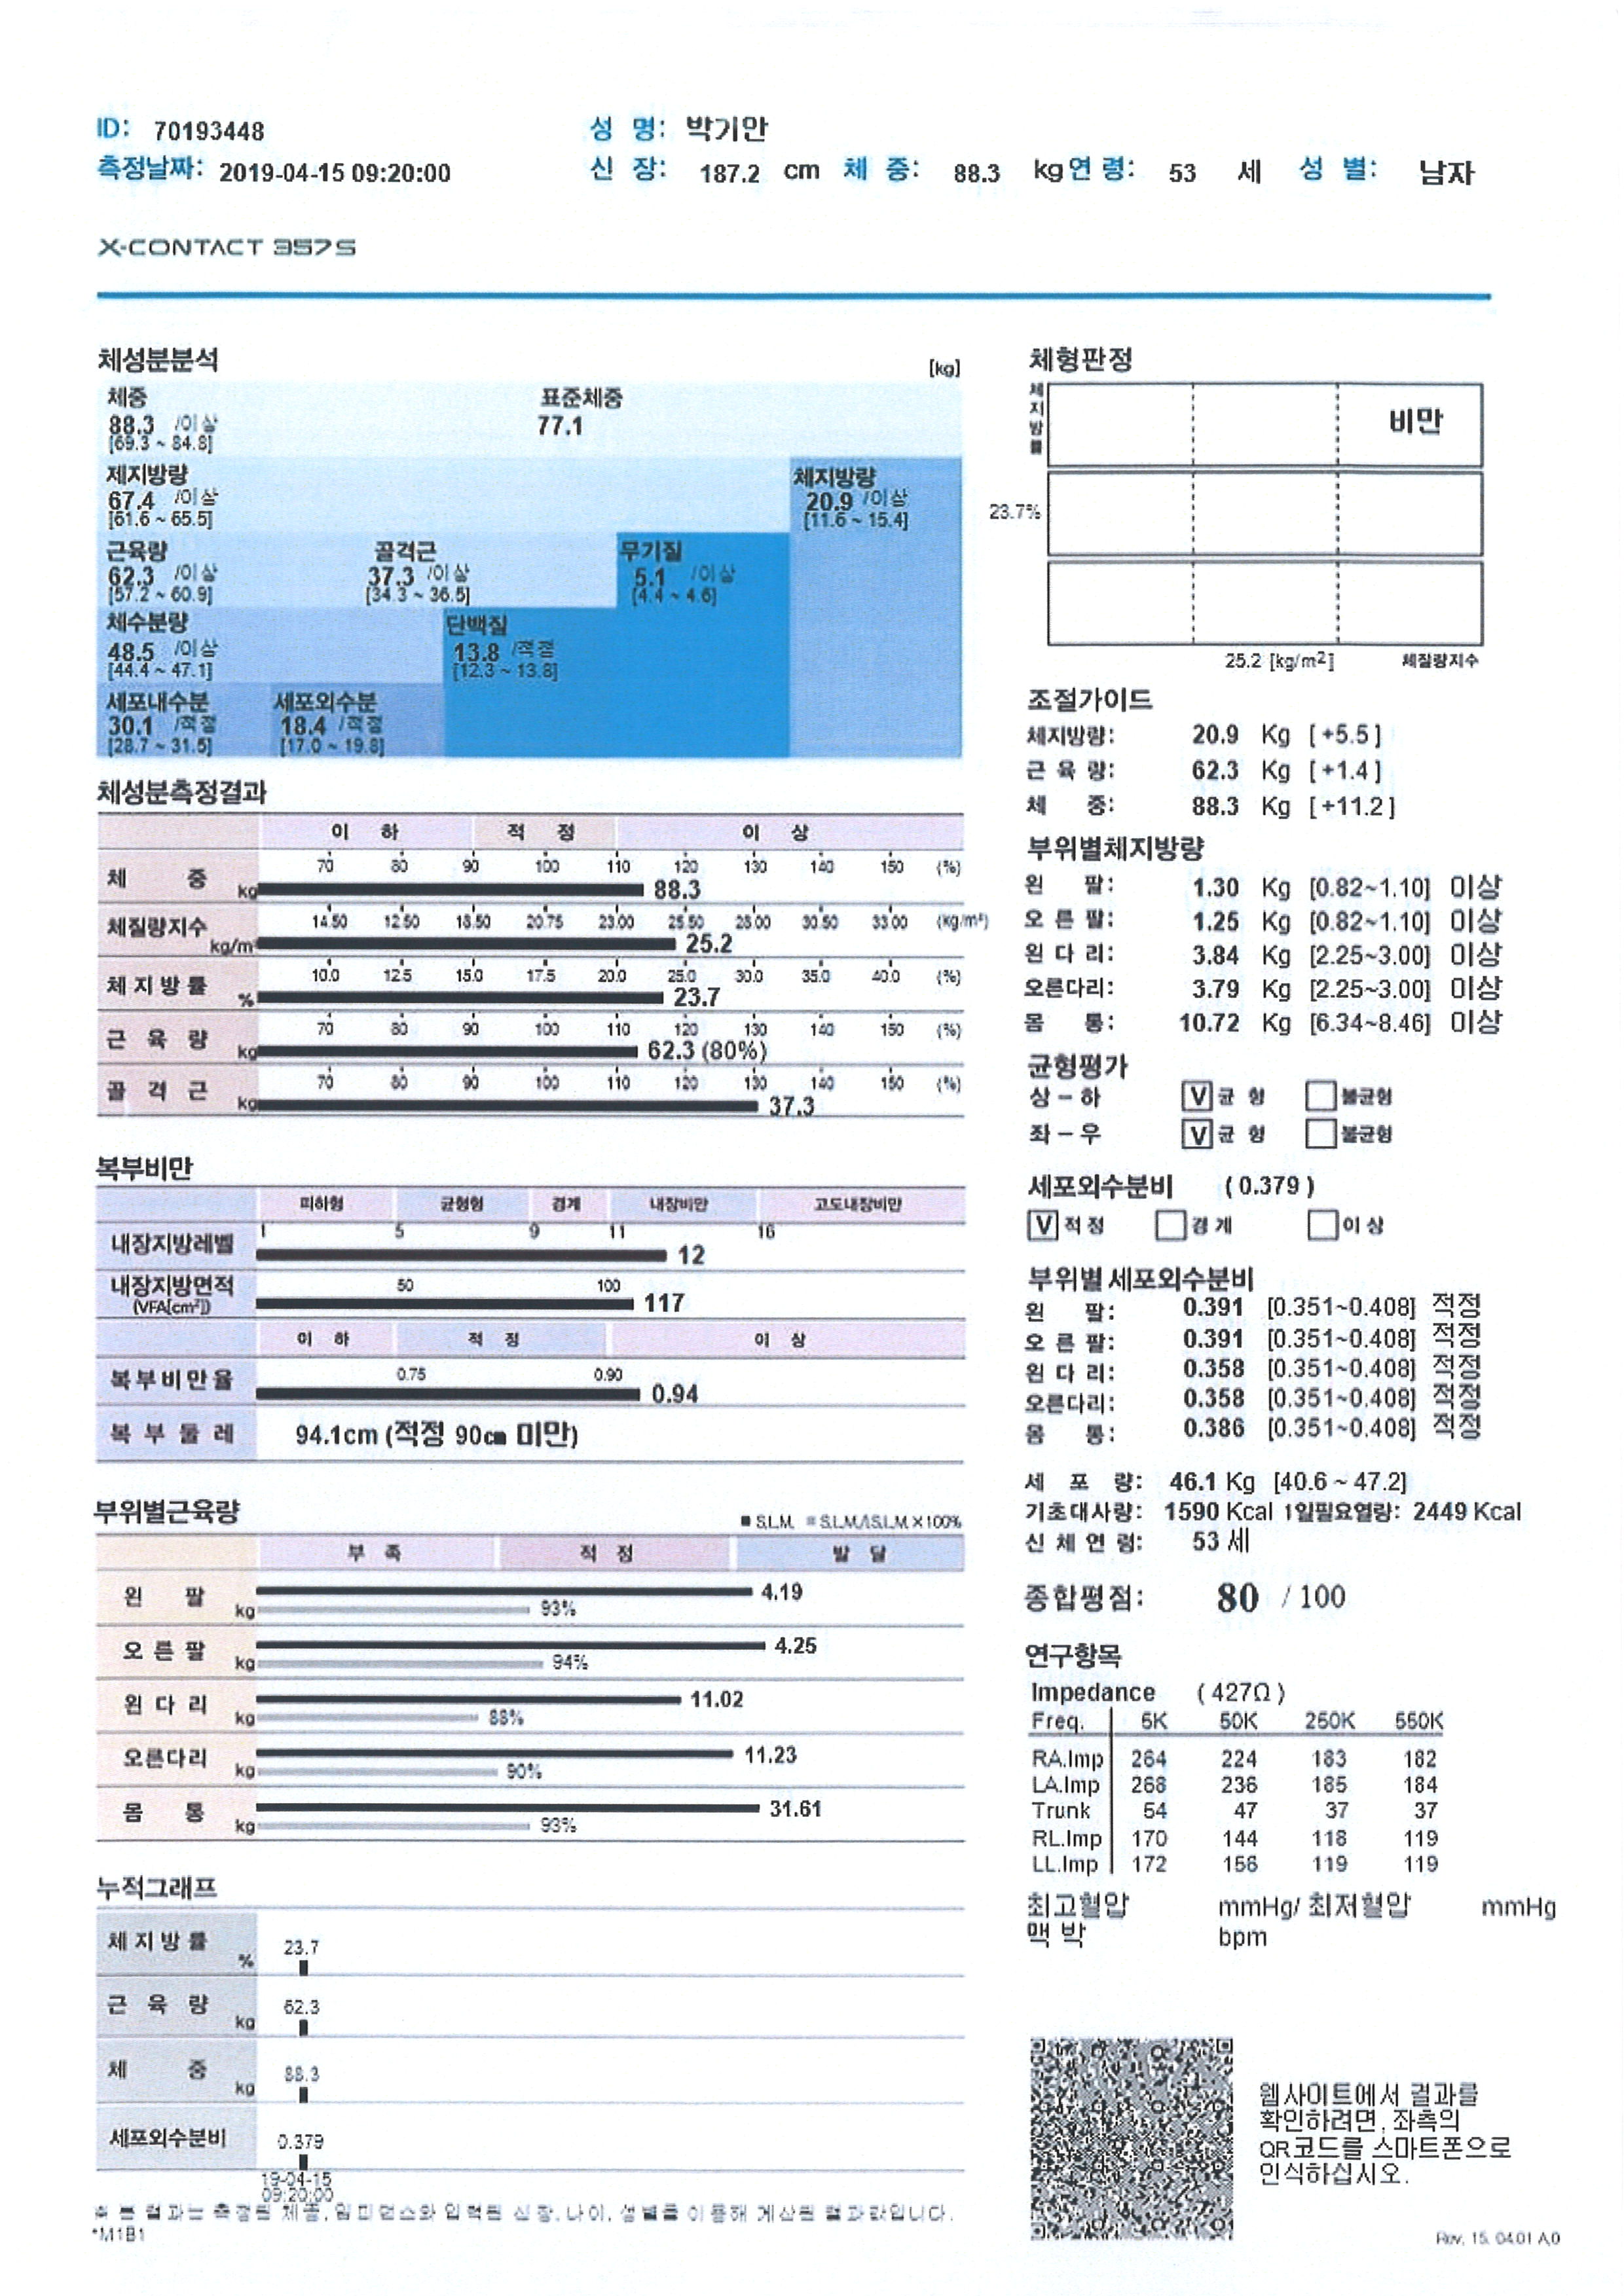 ID: 70193448
성 명: 박기안
측정날짜: 2019-04-15 09:20:00
신 장: 187.2 cm 체 중: 88.3 kg 연령: 53 세 성 별: 남자
X-CONTACT 357S
체성분분석 [kg]
체중 표준체중
88.3 /이상 77.1
[69.3 ~ 84.8]
제지방량 체지방량
67.4 /이상 20.9 /이상
[61.6 ~ 65.5] [11.6 ~ 15.4]
근육량 골격근 무기질
62.3 /이상 37.3 /이상 5.1 /이상
[57.2 ~ 60.9] [34.3 ~ 36.5] [4.4 ~ 4.6]
체수분량 단백질
48.5 /이상 13.8 /적정
[44.4 ~ 47.1] [12.3 ~ 13.8]
세포내수분 세포외수분
30.1 /적정 18.4 /적정
[28.7 ~ 31.5] [17.0 ~ 19.8]
체성분측정결과
이 하 적 정 이 상
체 중 kg 70 80 90 100 110 120 130 140 150 (%)
88.3
체질량지수 kg/m² 14.50 12.50 18.50 20.75 23.00 25.50 28.00 30.50 33.00 (kg/m²)
25.2
체지방률 % 10.0 12.5 15.0 17.5 20.0 25.0 30.0 35.0 40.0 (%)
23.7
근 육 량 kg 70 80 90 100 110 120 130 140 150 (%)
62.3 (80%)
골 격 근 kg 70 80 90 100 110 120 130 140 150 (%)
37.3
복부비만
피하형 균형형 경계 내장비만 고도내장비만
내장지방레벨 1 5 9 11 16
12
내장지방면적 (VFA[cm²]) 50 100
117
이 하 적 정 이 상
복부비만율 0.75 0.90
0.94
복 부 둘 레 94.1cm (적정 90cm 미만)
부위별근육량 ■ S.L.M. ■ S.L.M./I.S.L.M.×100%
부 족 적 정 발 달
왼 팔 kg 4.19
93%
오 른 팔 kg 4.25
94%
왼 다 리 kg 11.02
88%
오른다리 kg 11.23
90%
몸 통 kg 31.61
93%
누적그래프
체지방률 % 23.7
근 육 량 kg 62.3
체 중 kg 88.3
세포외수분비 0.379
19-04-15
09:20:00
※ 본 결과는 측정된 체중, 임피던스와 입력된 신장, 나이, 성별을 이용해 계산된 결과값입니다.
*M1B1
체형판정
체지방률
비만
23.7%
25.2 [kg/m2] 체질량지수
조절가이드
체지방량: 20.9 Kg [ +5.5 ]
근 육 량: 62.3 Kg [ +1.4 ]
체 중: 88.3 Kg [ +11.2 ]
부위별체지방량
왼 팔: 1.30 Kg [0.82~1.10] 이상
오 른 팔: 1.25 Kg [0.82~1.10] 이상
왼 다 리: 3.84 Kg [2.25~3.00] 이상
오른다리: 3.79 Kg [2.25~3.00] 이상
몸 통: 10.72 Kg [6.34~8.46] 이상
균형평가
상 – 하 V 균 형 불균형
좌 – 우 V 균 형 불균형
세포외수분비 ( 0.379 )
V 적정 경계 이상
부위별 세포외수분비
왼 팔: 0.391 [0.351~0.408] 적정
오 른 팔: 0.391 [0.351~0.408] 적정
왼 다 리: 0.358 [0.351~0.408] 적정
오른다리: 0.358 [0.351~0.408] 적정
몸 통: 0.386 [0.351~0.408] 적정
세 포 량: 46.1 Kg [40.6 ~ 47.2]
기초대사량: 1590 Kcal 1일필요열량: 2449 Kcal
신체연령: 53 세
종합평점: 80 / 100
연구항목
Impedance ( 427Ω )
Freq. 5K 50K 250K 550K
RA.Imp 264 224 183 182
LA.Imp 268 236 185 184
Trunk 54 47 37 37
RL.Imp 170 144 118 119
LL.Imp 172 156 119 119
최고혈압 mmHg/ 최저혈압 mmHg
맥 박 bpm
웹사이트에서 결과를
확인하려면, 좌측의
QR코드를 스마트폰으로
인식하십시오.
Rev. 15. 04.01 A.0